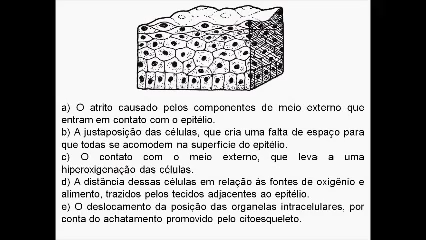 a) O atrito causado pelos componentes do meio externo que
entram em contato com o epitélio.
b) A justaposição das células, que cria uma falta de espaço para
que todas se acomodem na superfície do epitélio.
c) O contato com o meio externo, que leva a uma
hiperoxigenação das células.
d) A distância dessas células em relação às fontes de oxigênio e
alimento, trazidos pelos tecidos adjacentes ao epitélio.
e) O deslocamento da posição das organelas intracelulares, por
conta do achatamento promovido pelo citoesqueleto.